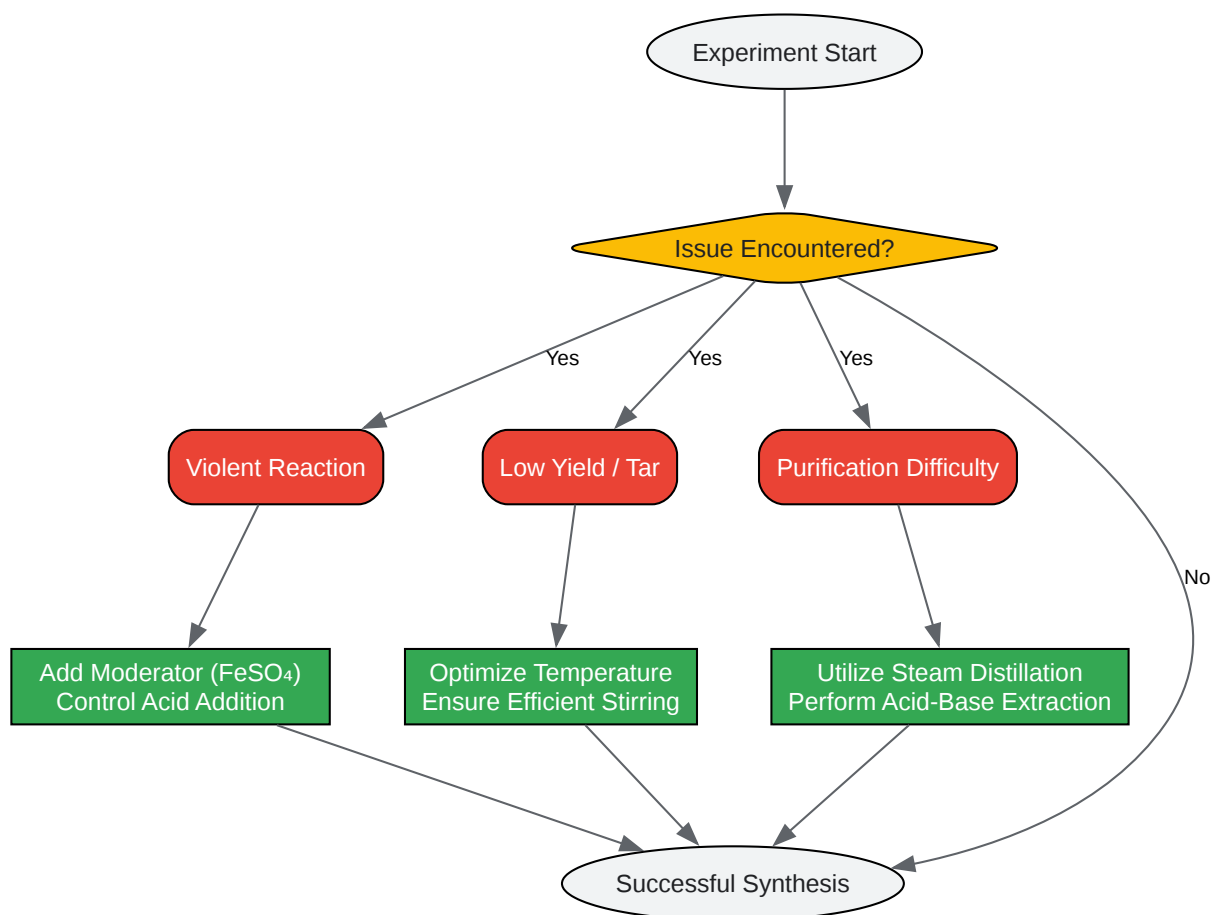 Experiment Start
Issue Encountered?
Yes
Yes
Yes
Violent Reaction
Low Yield / Tar
Purification Difficulty
No
Add Moderator (FeSO₄)
Control Acid Addition
Optimize Temperature
Ensure Efficient Stirring
Utilize Steam Distillation
Perform Acid-Base Extraction
Successful Synthesis